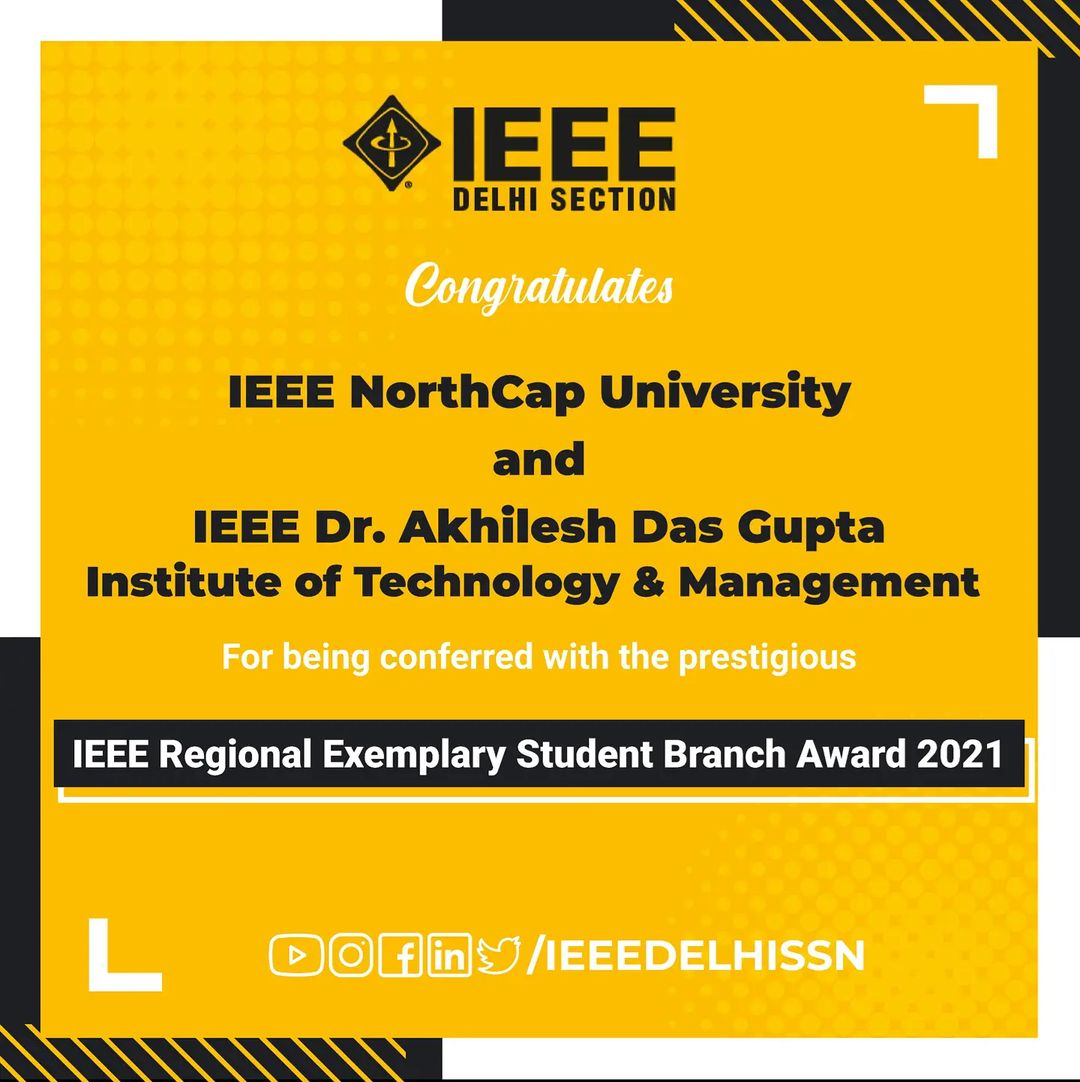 IEEE
DELHI SECTION
Congratulates
IEEE NorthCap University
and
IEEE Dr. Akhilesh Das Gupta
Institute of Technology & Management
For being conferred with the prestigious
IEEE Regional Exemplary Student Branch Award 2021
/IEEEDELHISSN